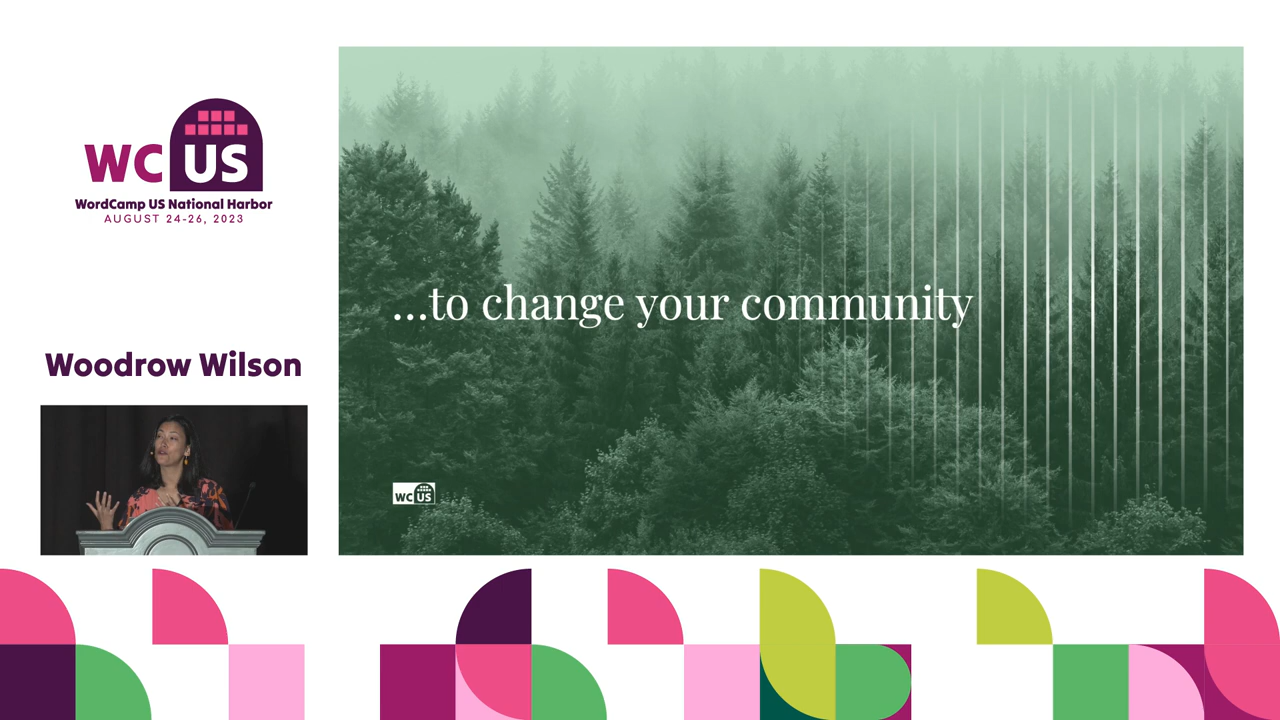 WC US
WordCamp US National Harbor
AUGUST 24-26, 2023
Woodrow Wilson
...to change your community
WC US